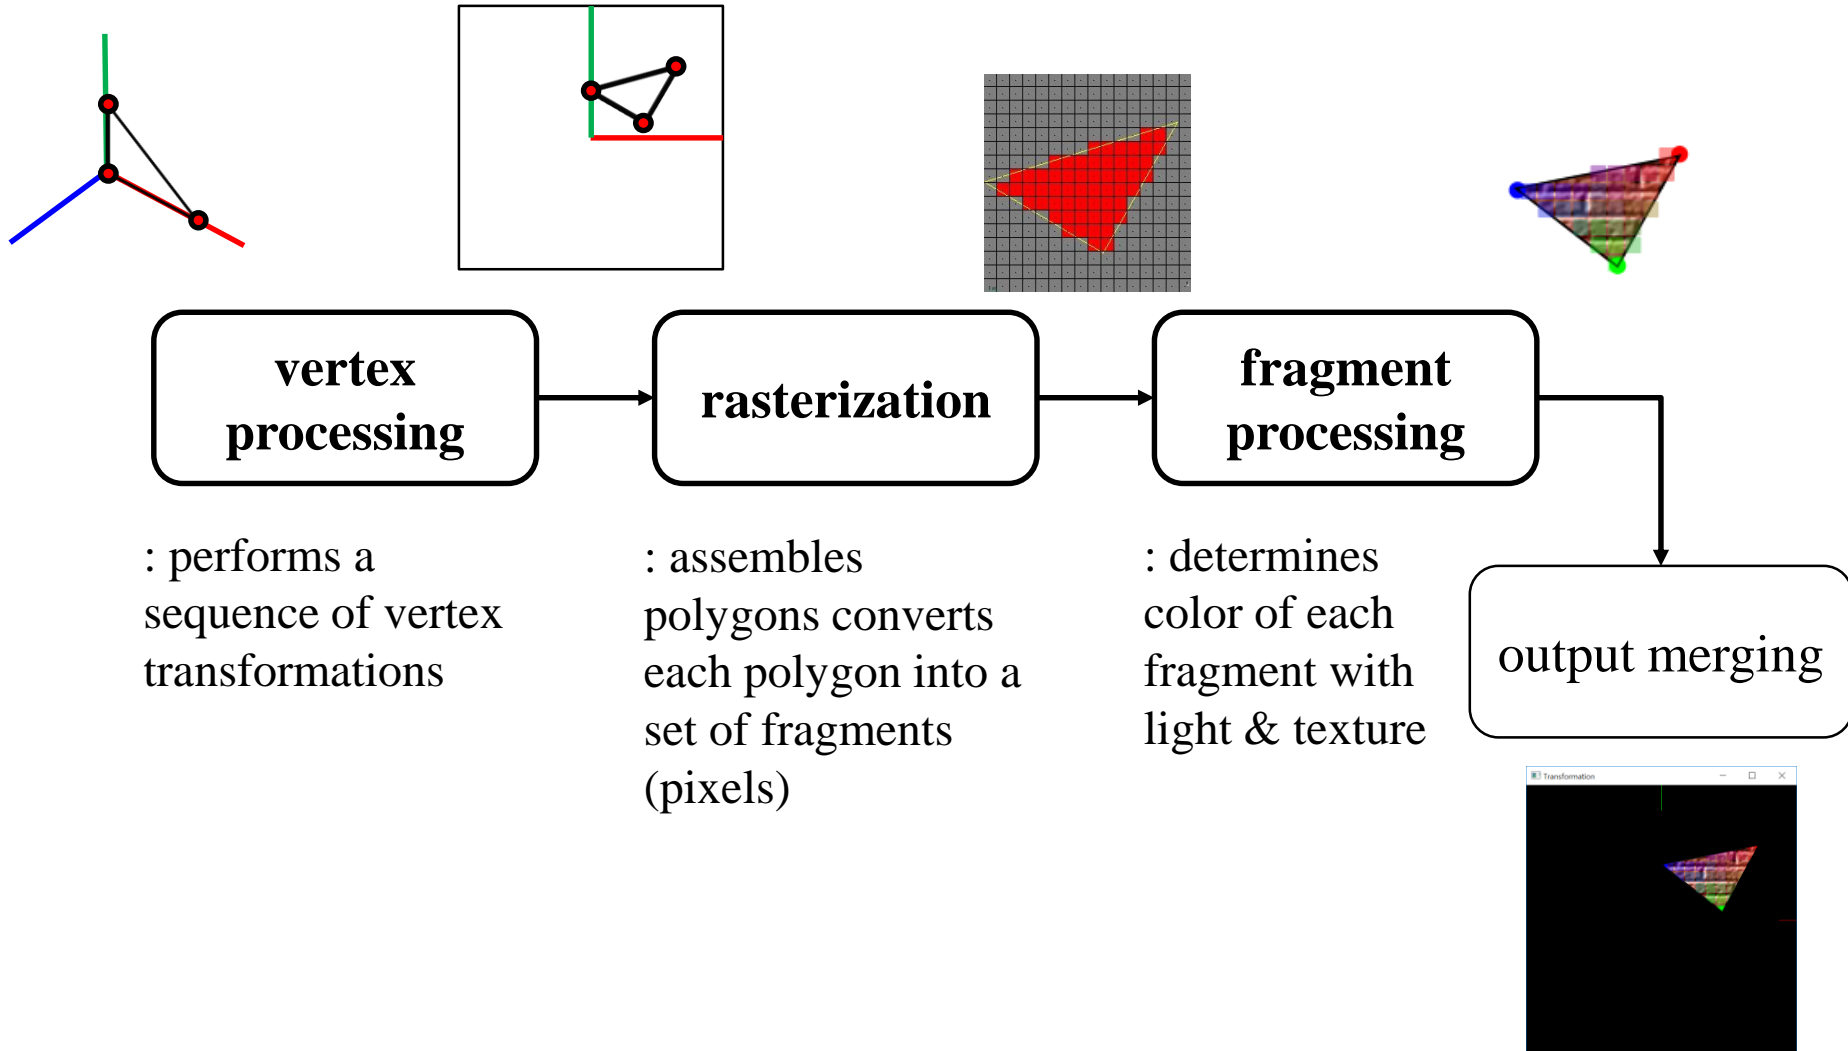 vertex
processing
rasterization
fragment
processing
: performs a
sequence of vertex
transformations
: assembles
polygons converts
each polygon into a
set of fragments
(pixels)
: determines
color of each
fragment with
light & texture
output merging
Transformation